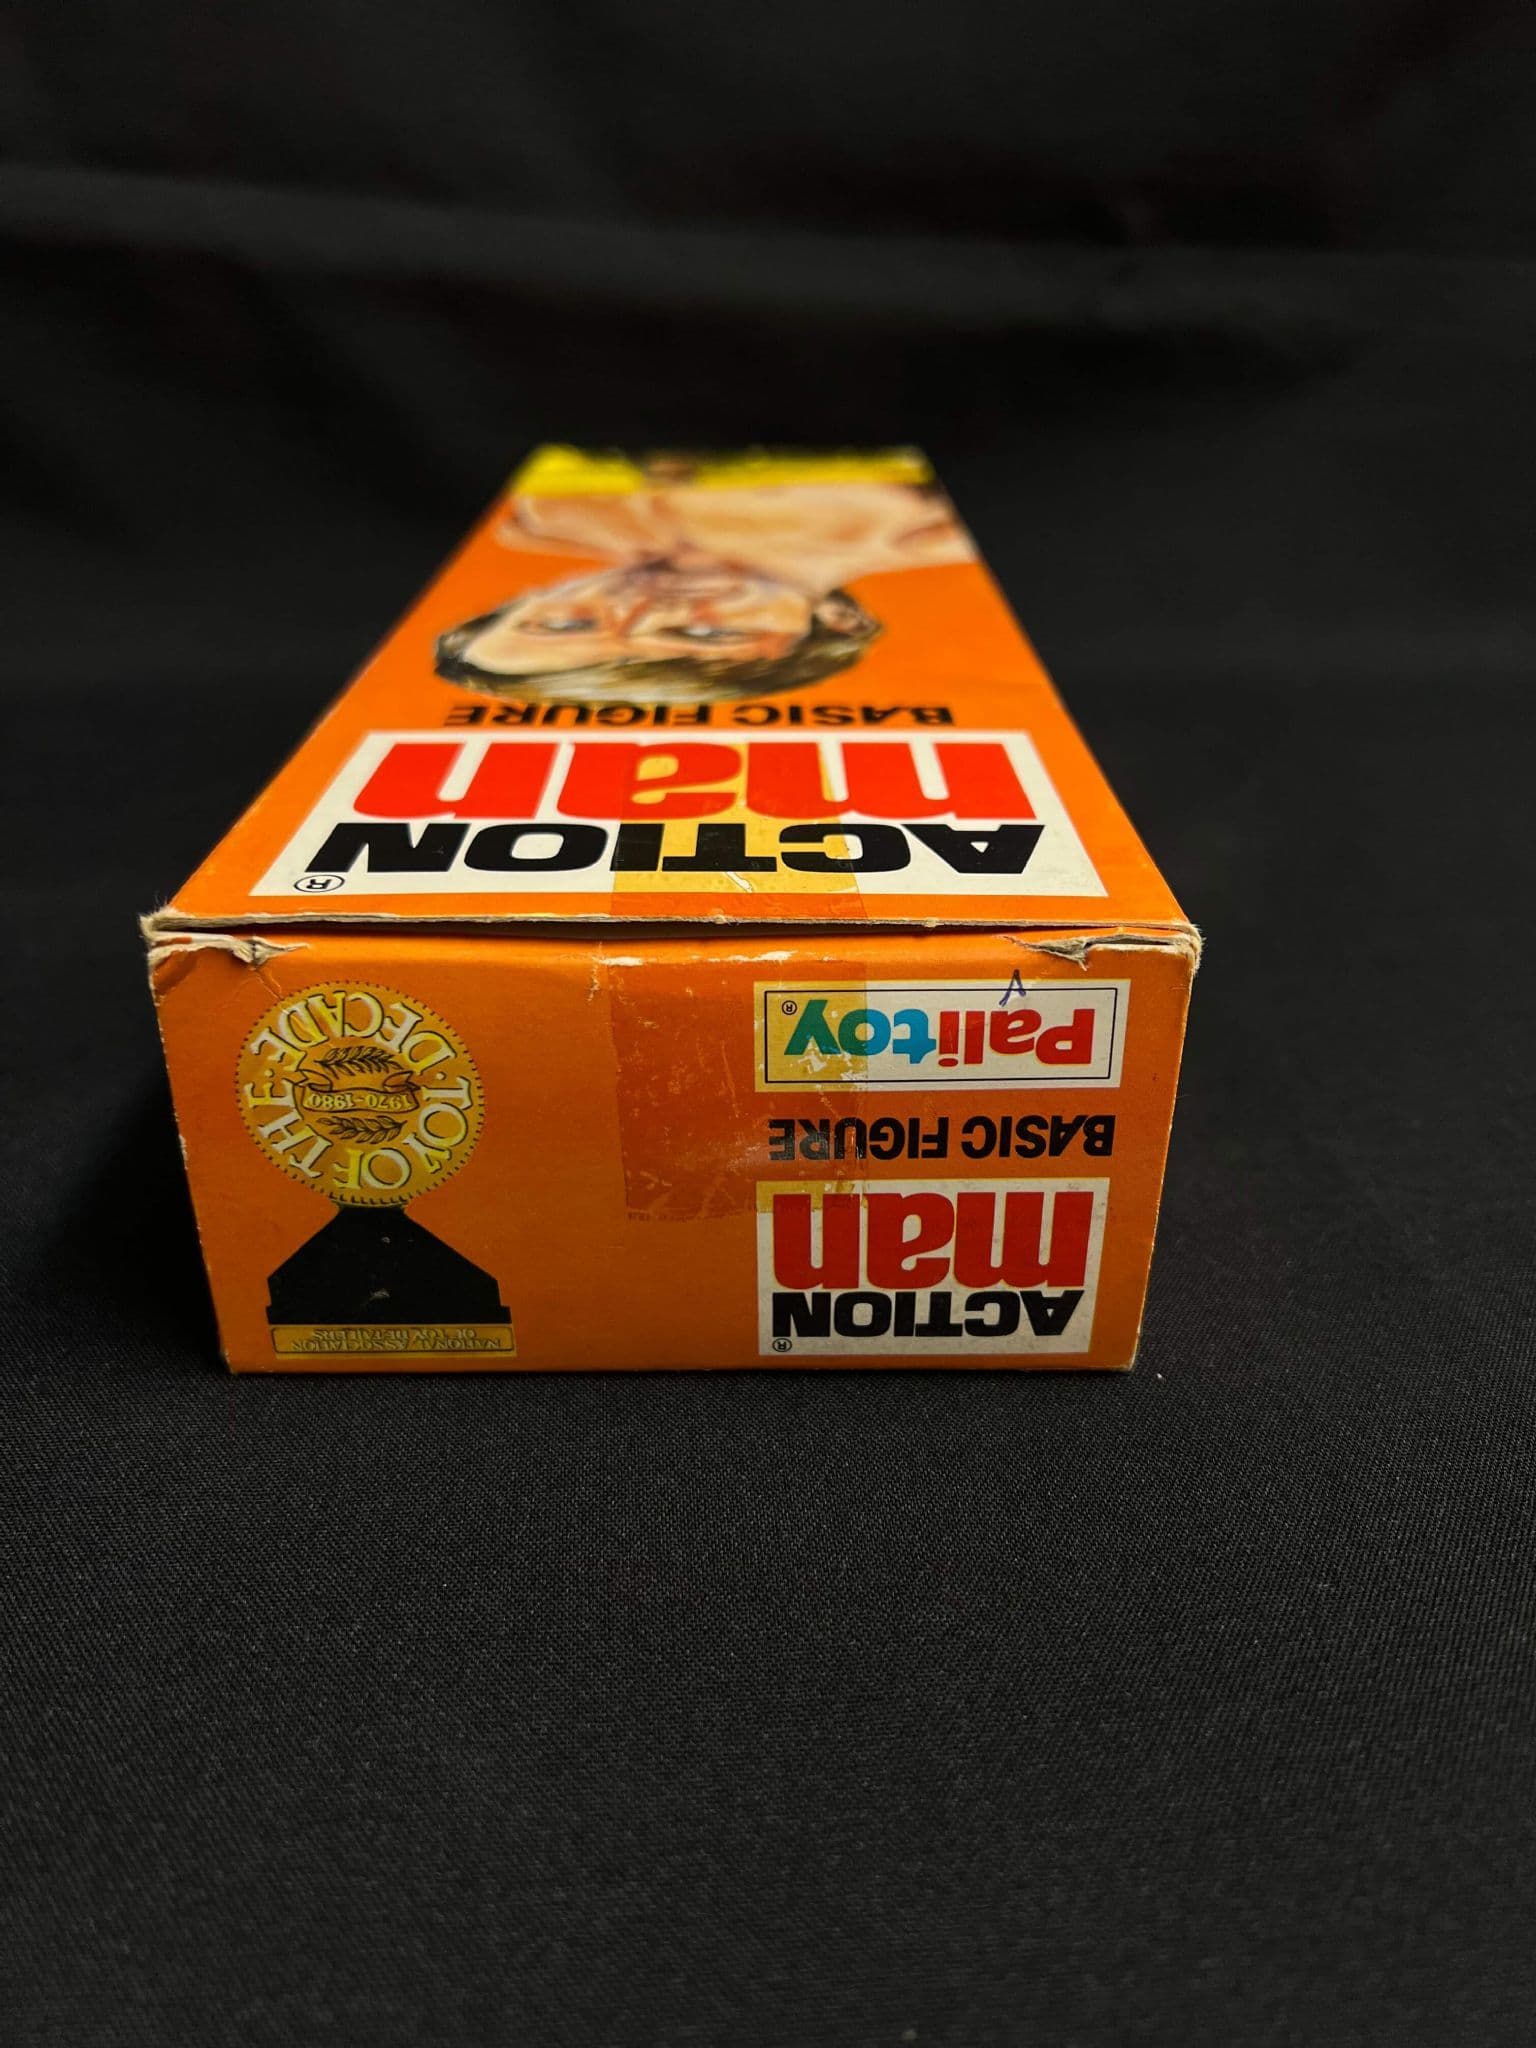 ACTION®
man
BASIC FIGURE
ACTION®
man
BASIC FIGURE
Palitoy®
NATIONAL ASSOCIATION
OF TOY RETAILERS
TOY OF THE DECADE
1970-1980